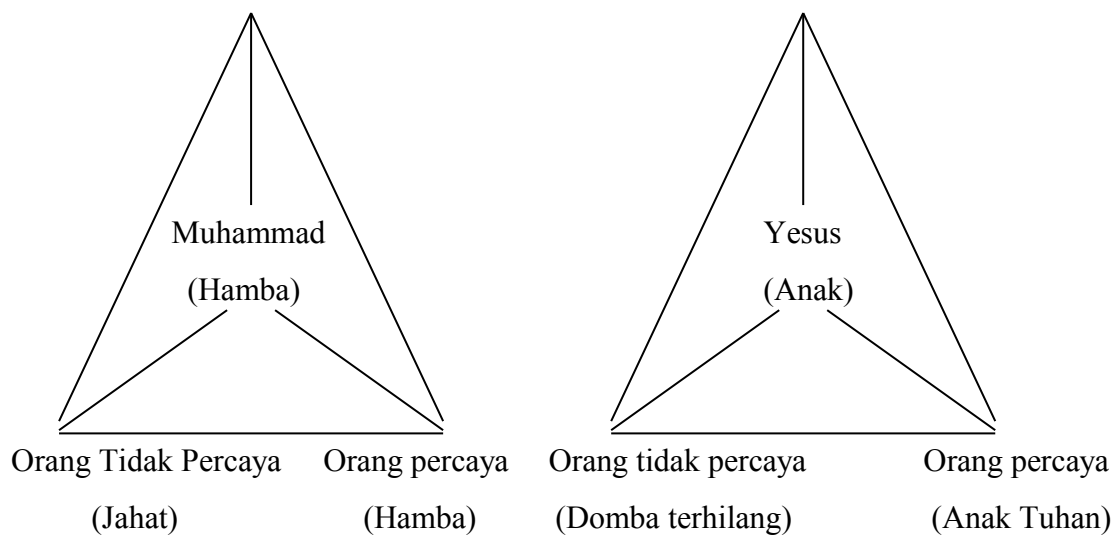 Muhammad
(Hamba)
Orang Tidak Percaya
(Jahat)
Orang percaya
(Hamba)
Yesus
(Anak)
Orang tidak percaya
(Domba terhilang)
Orang percaya
(Anak Tuhan)